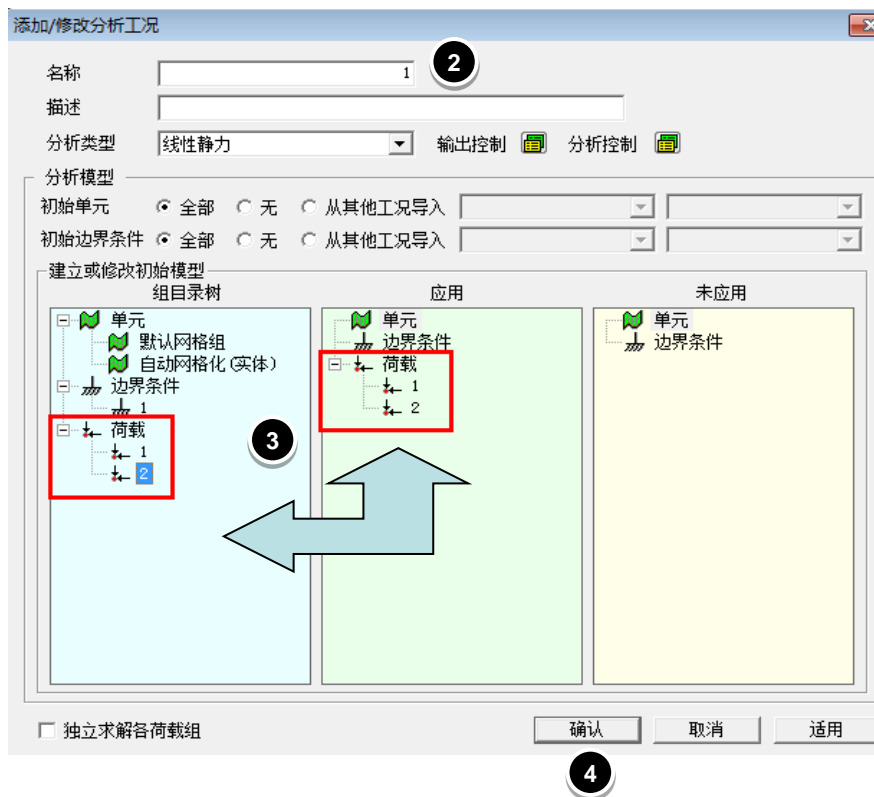 添加/修改分析工况
名称 1 2
描述
分析类型 线性静力 输出控制 分析控制
分析模型
初始单元 全部 无 从其他工况导入
初始边界条件 全部 无 从其他工况导入
建立或修改初始模型
组目录树 应用 未应用
单元 单元 单元
默认网格组 边界条件 边界条件
自动网格化(实体) 荷载
边界条件 1
1 2
荷载 3
1
2
独立求解各荷载组 确认 取消 适用
4